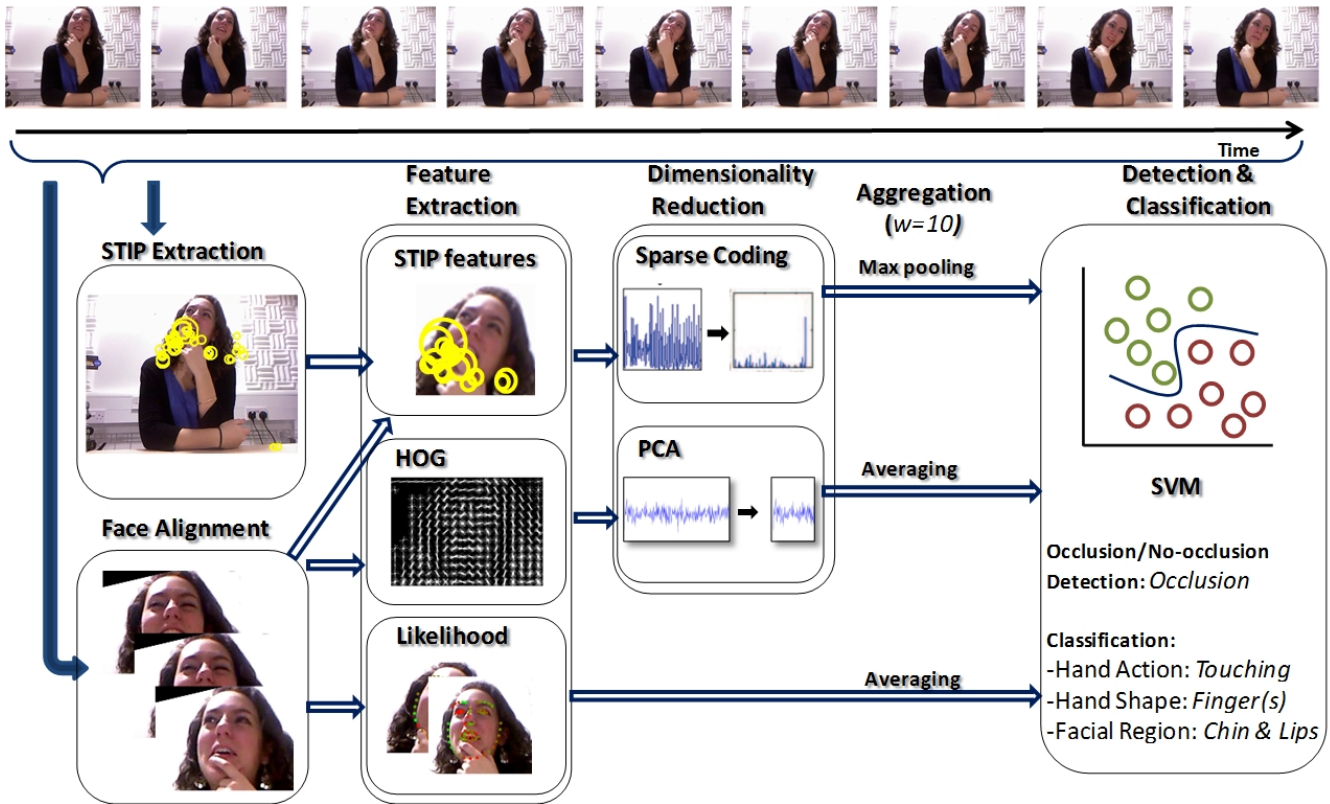 Time
Feature
Extraction
Dimensionality
Reduction
Aggregation
(w=10)
Detection &
Classification
STIP Extraction
STIP features
Sparse Coding
Max pooling
HOG
PCA
Averaging
SVM
Face Alignment
Occlusion/No-occlusion
Detection: Occlusion
Likelihood
Averaging
Classification:
-Hand Action: Touching
-Hand Shape: Finger(s)
-Facial Region: Chin & Lips